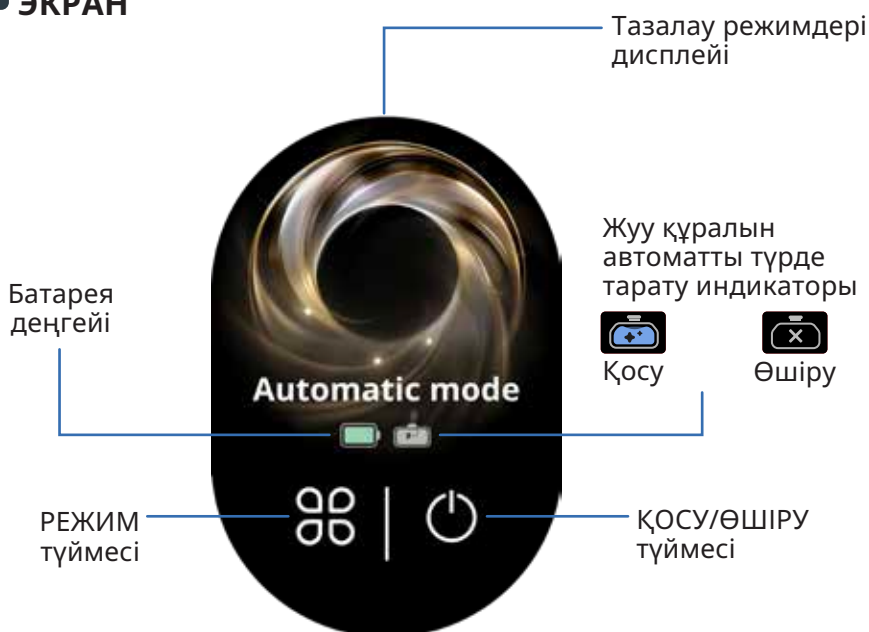 • ЭКРАН
Тазалау режимдері
дисплейі
Жуу құралын
автоматты түрде
тарату индикаторы
Қосу
Өшіру
Батарея
деңгейі
Automatic mode
РЕЖИМ
түймесі
ҚОСУ/ӨШІРУ
түймесі